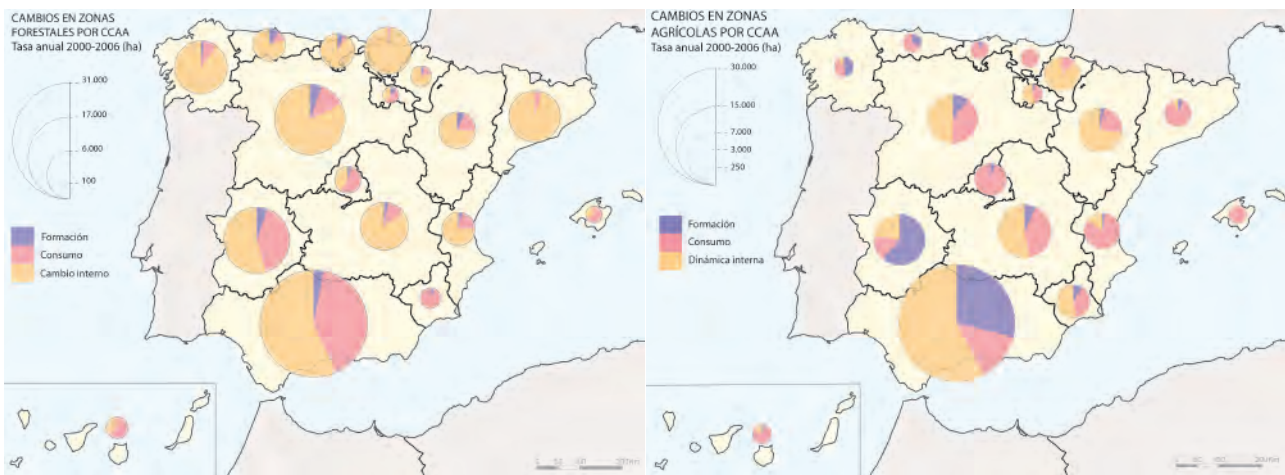 CAMBIOS EN ZONAS
FORESTALES POR CCAA
Tasa anual 2000-2006 (ha)
31.000
17.000
6.000
100
Formación
Consumo
Cambio interno
CAMBIOS EN ZONAS
AGRÍCOLAS POR CCAA
Tasa anual 2000-2006 (ha)
30.000
15.000
7.000
3.000
250
Formación
Consumo
Dinámica interna